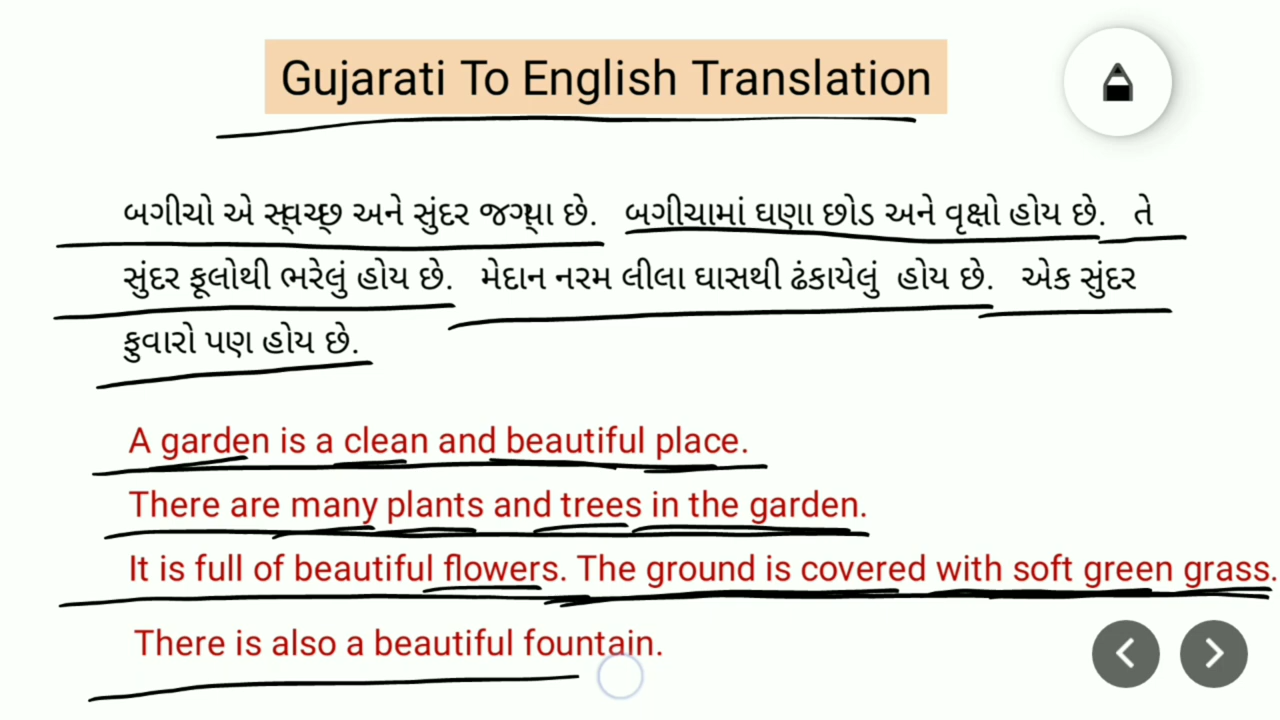 Gujarati To English Translation
બગીચો એ સ્વચ્છ અને સુંદર જગ્યા છે. બગીચામાં ઘણા છોડ અને વૃક્ષો હોય છે. તે
સુંદર ફૂલોથી ભરેલું હોય છે. મેદાન નરમ લીલા ઘાસથી ઢંકાયેલું હોય છે. એક સુંદર
ફુવારો પણ હોય છે.
A garden is a clean and beautiful place.
There are many plants and trees in the garden.
It is full of beautiful flowers. The ground is covered with soft green grass.
There is also a beautiful fountain.